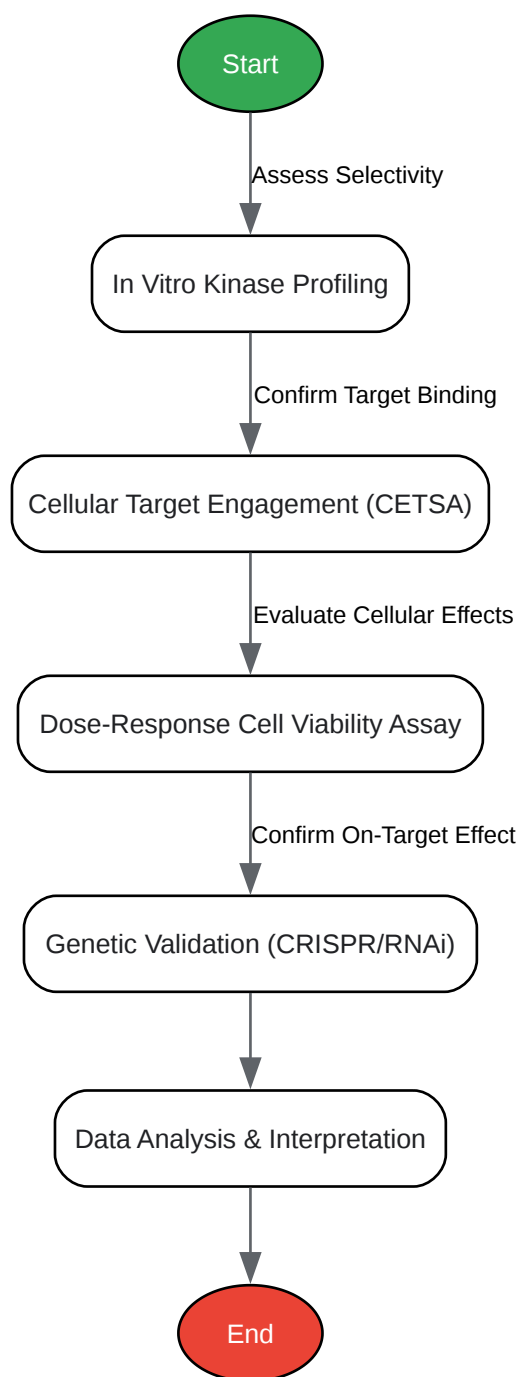 Start
Assess Selectivity
In Vitro Kinase Profiling
Confirm Target Binding
Cellular Target Engagement (CETSA)
Evaluate Cellular Effects
Dose-Response Cell Viability Assay
Confirm On-Target Effect
Genetic Validation (CRISPR/RNAi)
Data Analysis & Interpretation
End